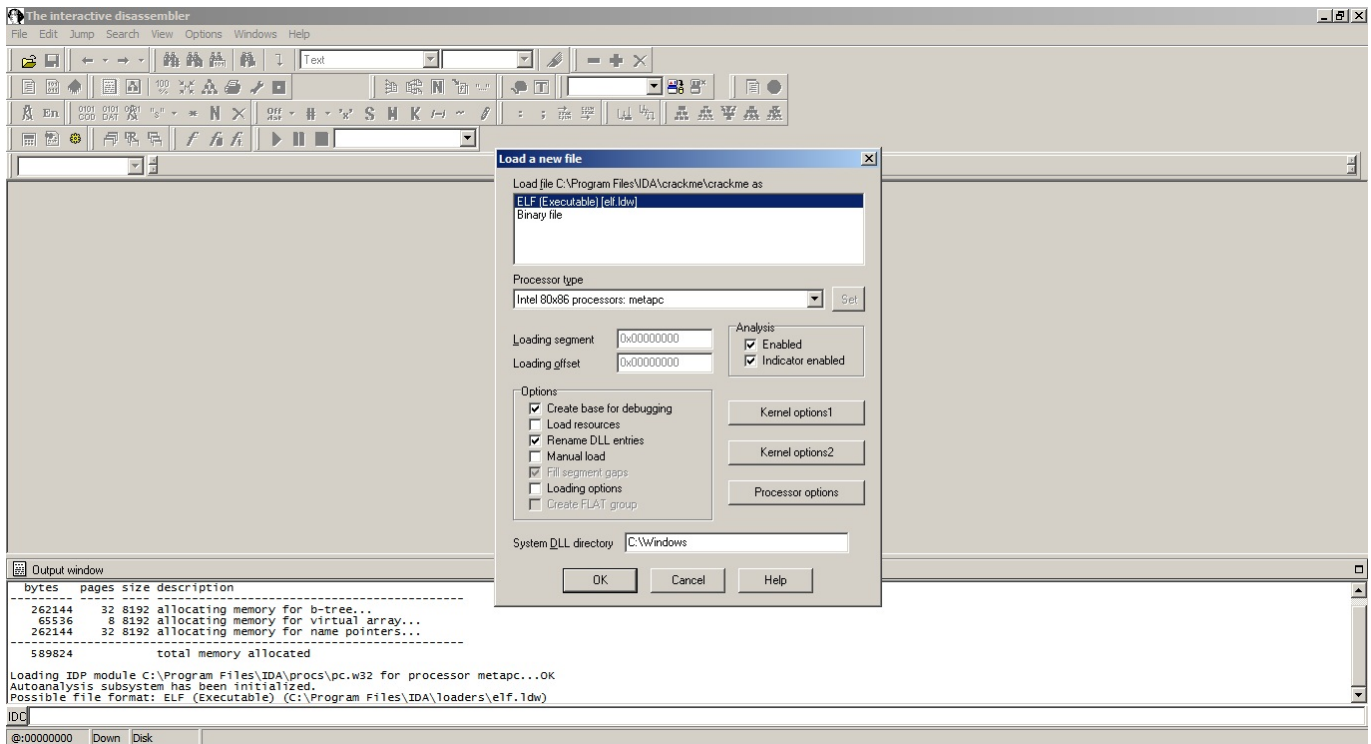 The interactive disassembler
File Edit Jump Search View Options Windows Help
Text
En
Load a new file
Load file C:\Program Files\IDA\crackme\crackme as
ELF (Executable) [elf.ldw]
Binary file
Processor type
Intel 80x86 processors: metapc
Set
Loading segment 0x00000000
Loading offset 0x00000000
Analysis
Enabled
Indicator enabled
Options
Create base for debugging
Load resources
Rename DLL entries
Manual load
Fill segment gaps
Loading options
Create FLAT group
Kernel options1
Kernel options2
Processor options
System DLL directory C:\Windows
OK Cancel Help
Output window
bytes pages size description
262144 32 8192 allocating memory for b-tree...
65536 8 8192 allocating memory for virtual array...
262144 32 8192 allocating memory for name pointers...
589824 total memory allocated
Loading IDP module C:\Program Files\IDA\procs\pc.w32 for processor metapc...OK
Autoanalysis subsystem has been initialized.
Possible file format: ELF (Executable) (C:\Program Files\IDA\loaders\elf.ldw)
IDC
@:00000000 Down Disk